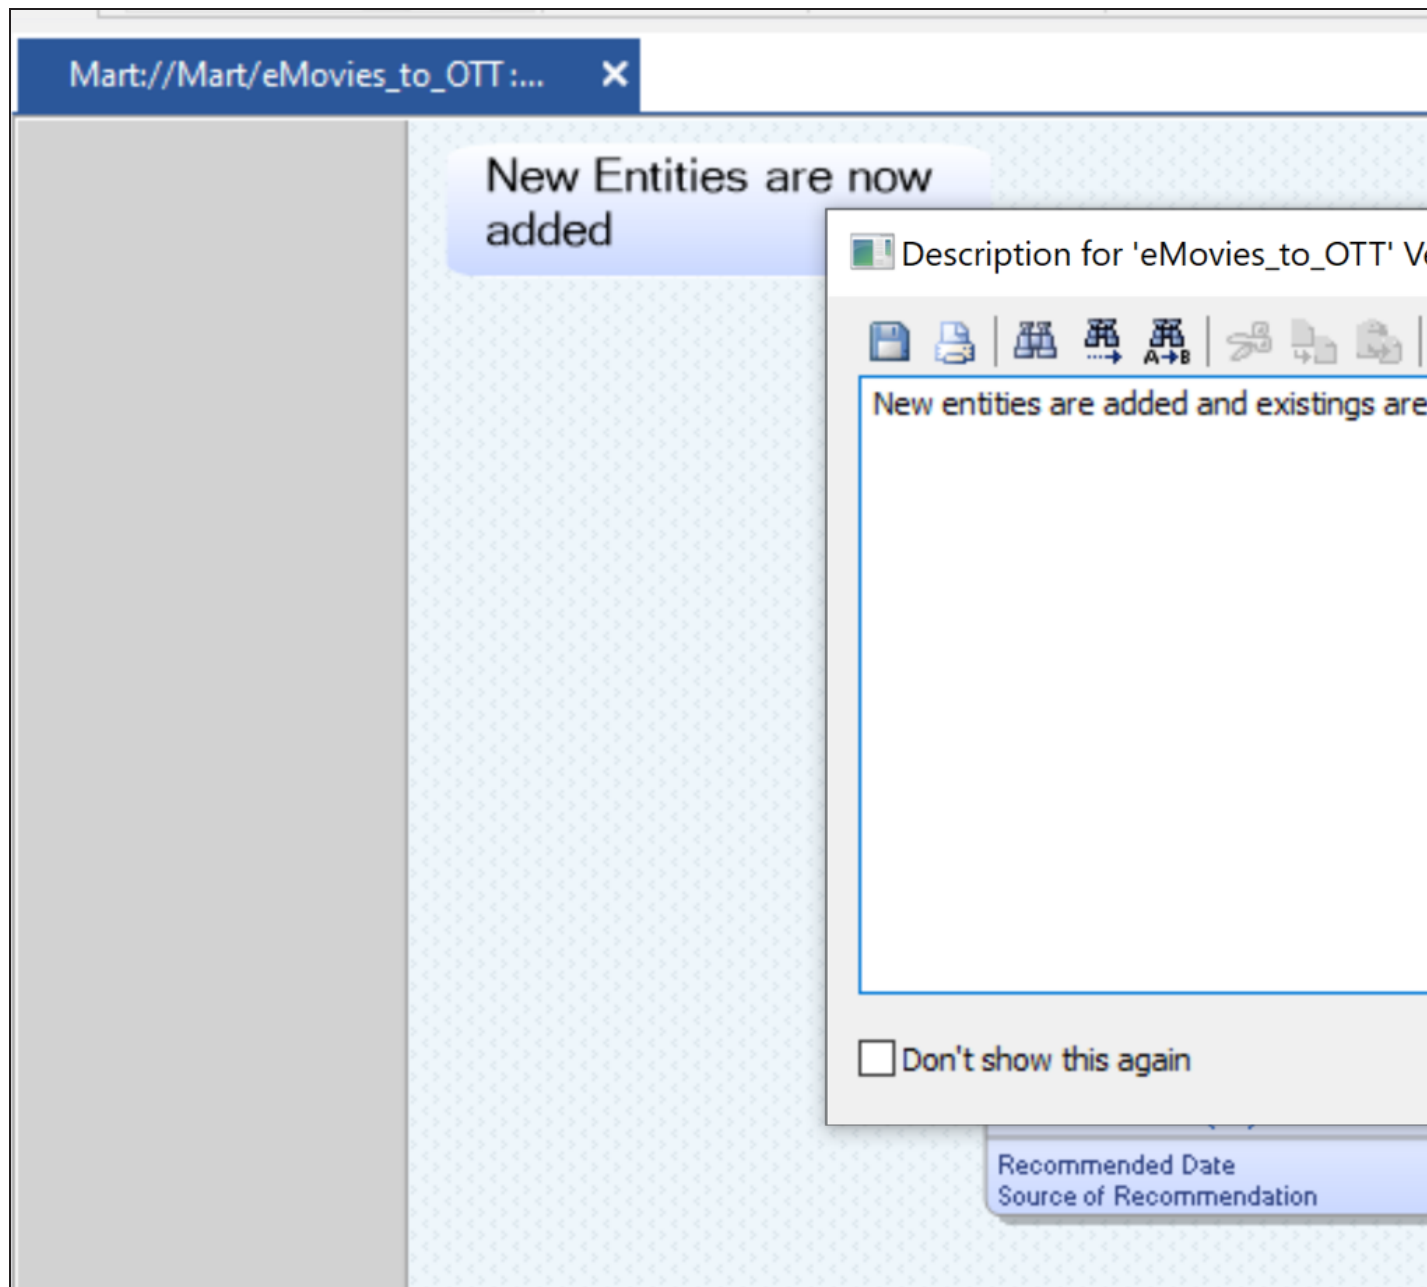 Mart://Mart/eMovies_to_OTT :...
New Entities are now
added
Description for 'eMovies_to_OTT'
A B
New entities are added and existings are
Don't show this again
Recommended Date
Source of Recommendation